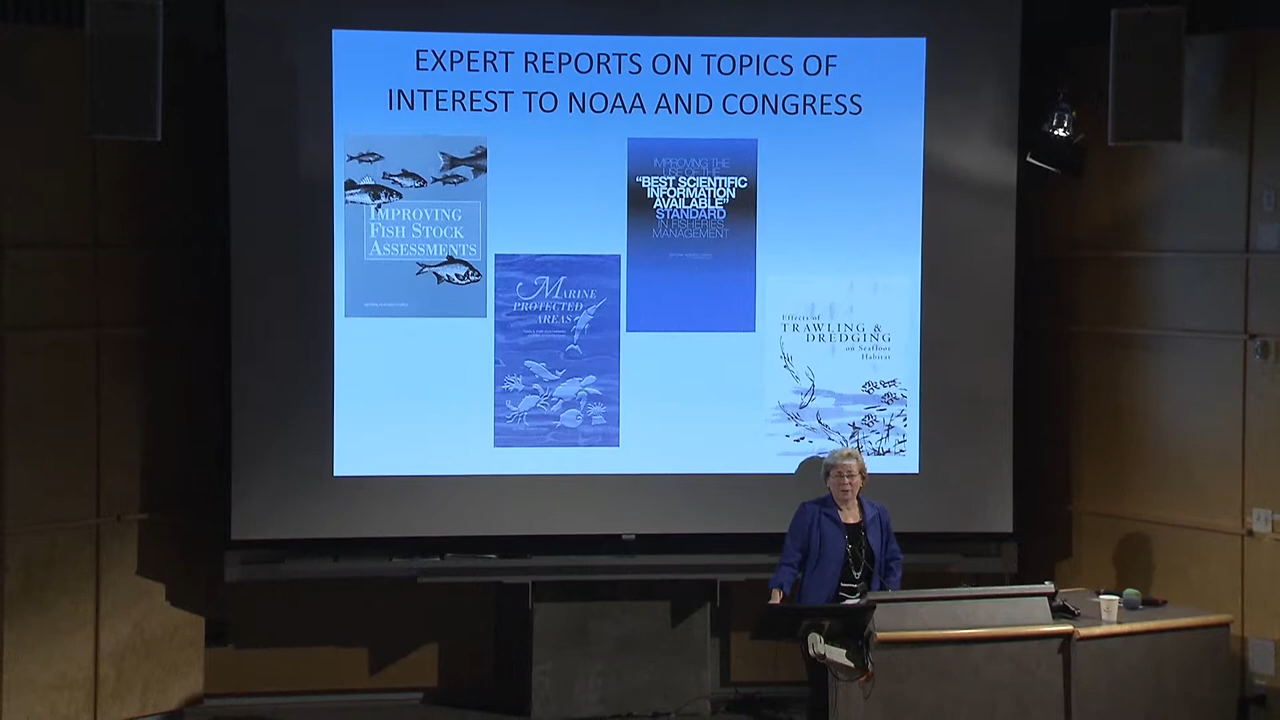 EXPERT REPORTS ON TOPICS OF
INTEREST TO NOAA AND CONGRESS
IMPROVING
FISH STOCK
ASSESSMENTS
MARINE
PROTECTED
AREAS
IMPROVING THE
USE OF THE
“BEST SCIENTIFIC
INFORMATION
AVAILABLE”
STANDARD
IN FISHERIES
MANAGEMENT
Effects of
TRAWLING &
DREDGING
on Seafloor
Habitat